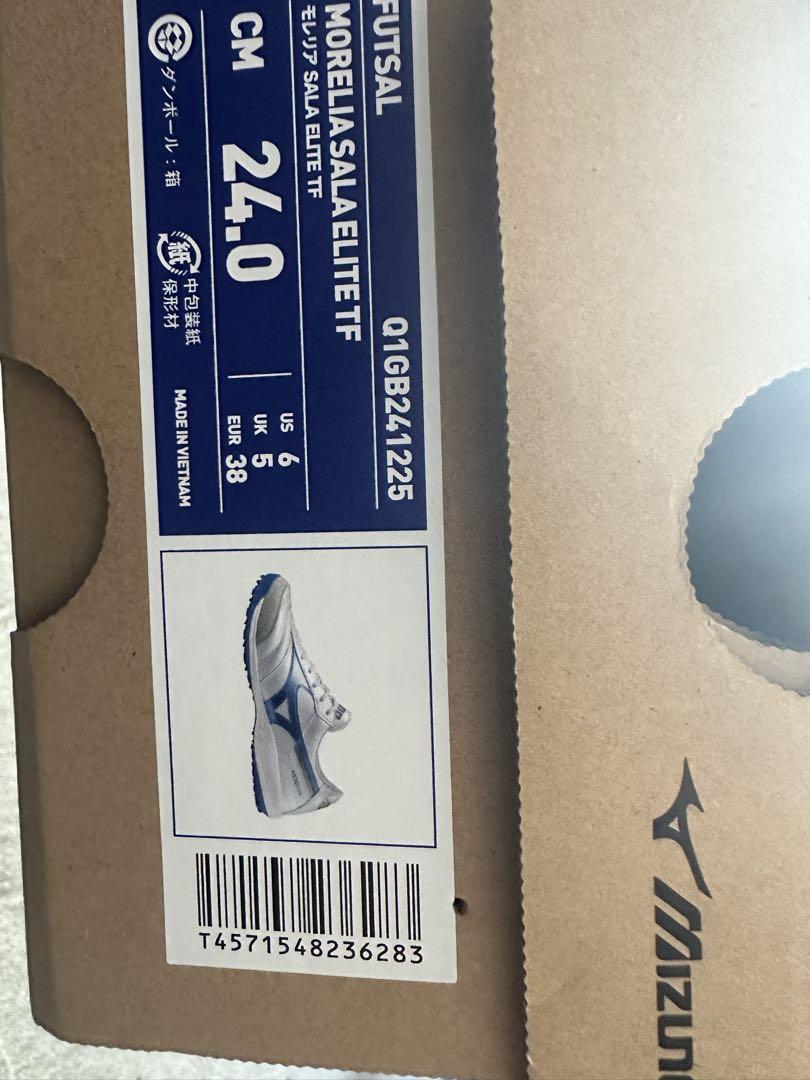 FUTSAL
Q1GB241225
MORELIA SALA ELITE TF
モレリア SALA ELITE TF
CM 24.0
US 6
UK 5
EUR 38
ダンボール：箱
紙
中包装紙
保形材
MADE IN VIETNAM
T4571548236283
MIZUN